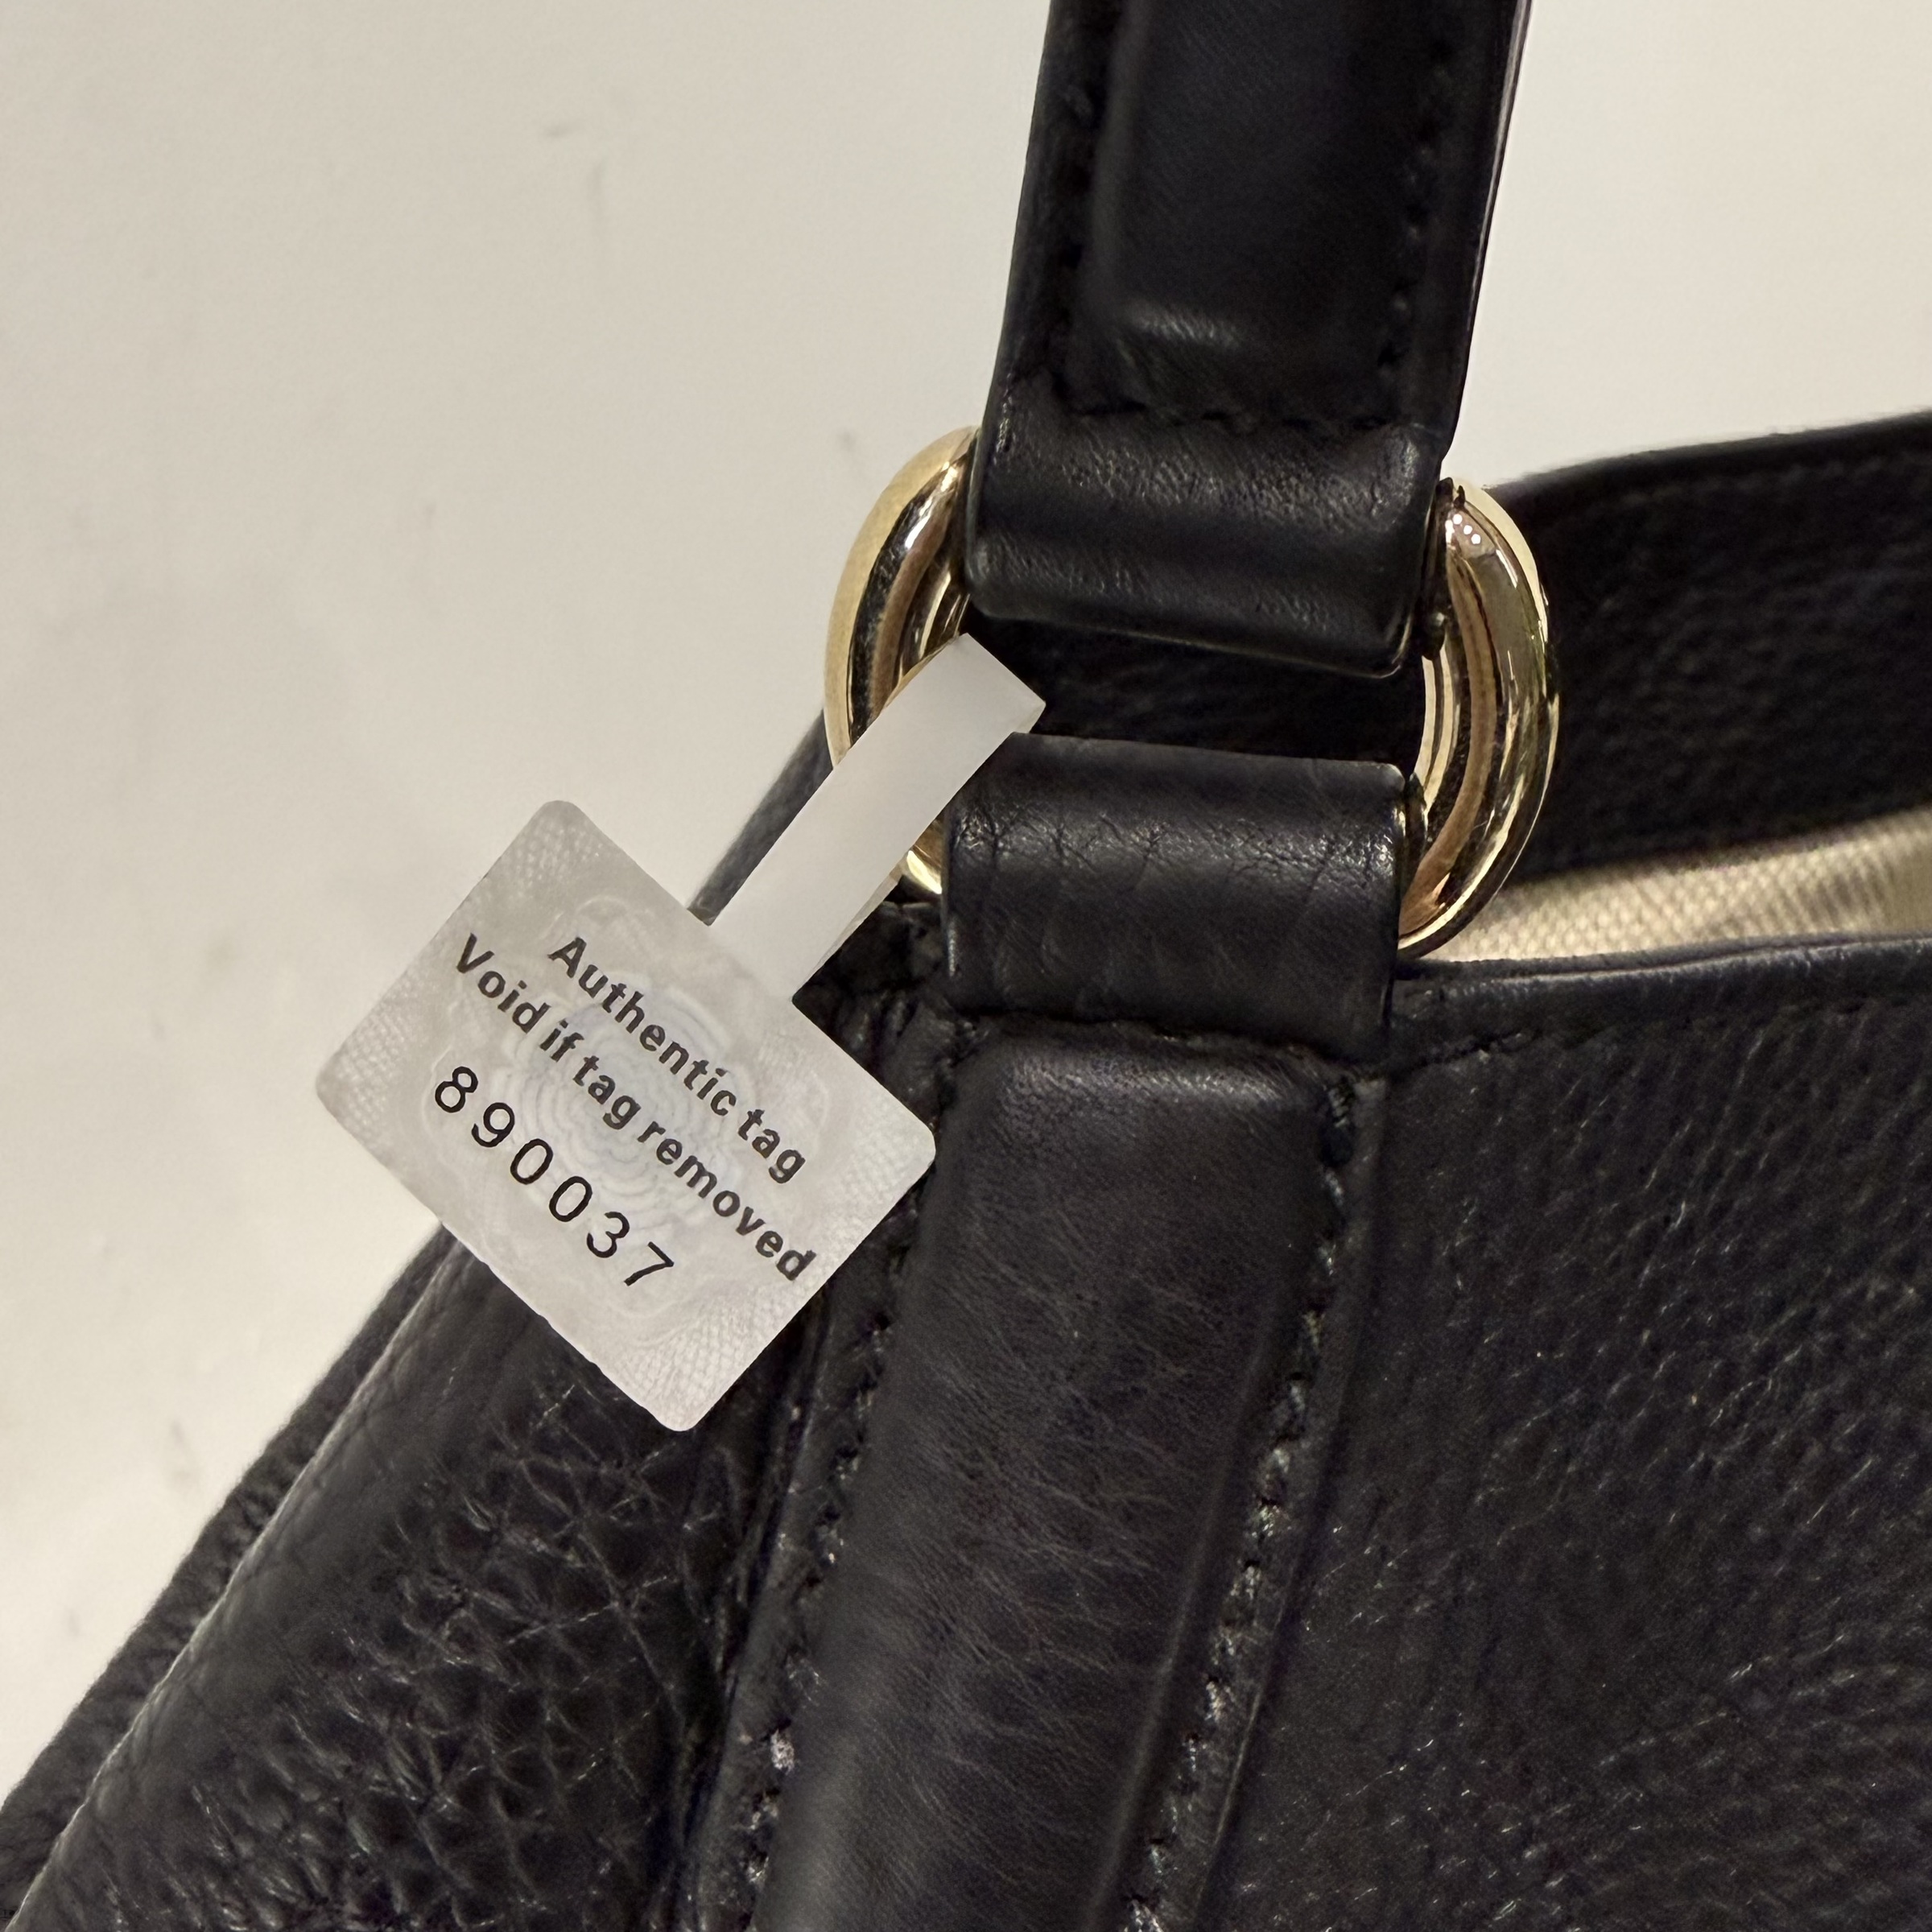 Authentic tag
Void if tag removed
890037